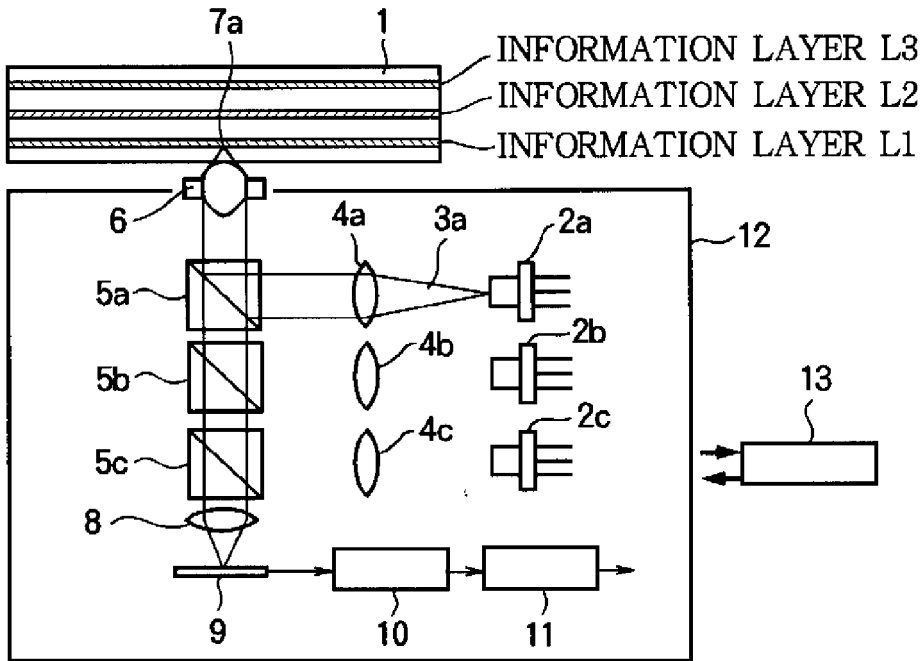 7a
1
INFORMATION LAYER L3
INFORMATION LAYER L2
INFORMATION LAYER L1
6
4a
3a
2a
12
5a
4b
2b
5b
13
4c
2c
5c
8
9
10
11